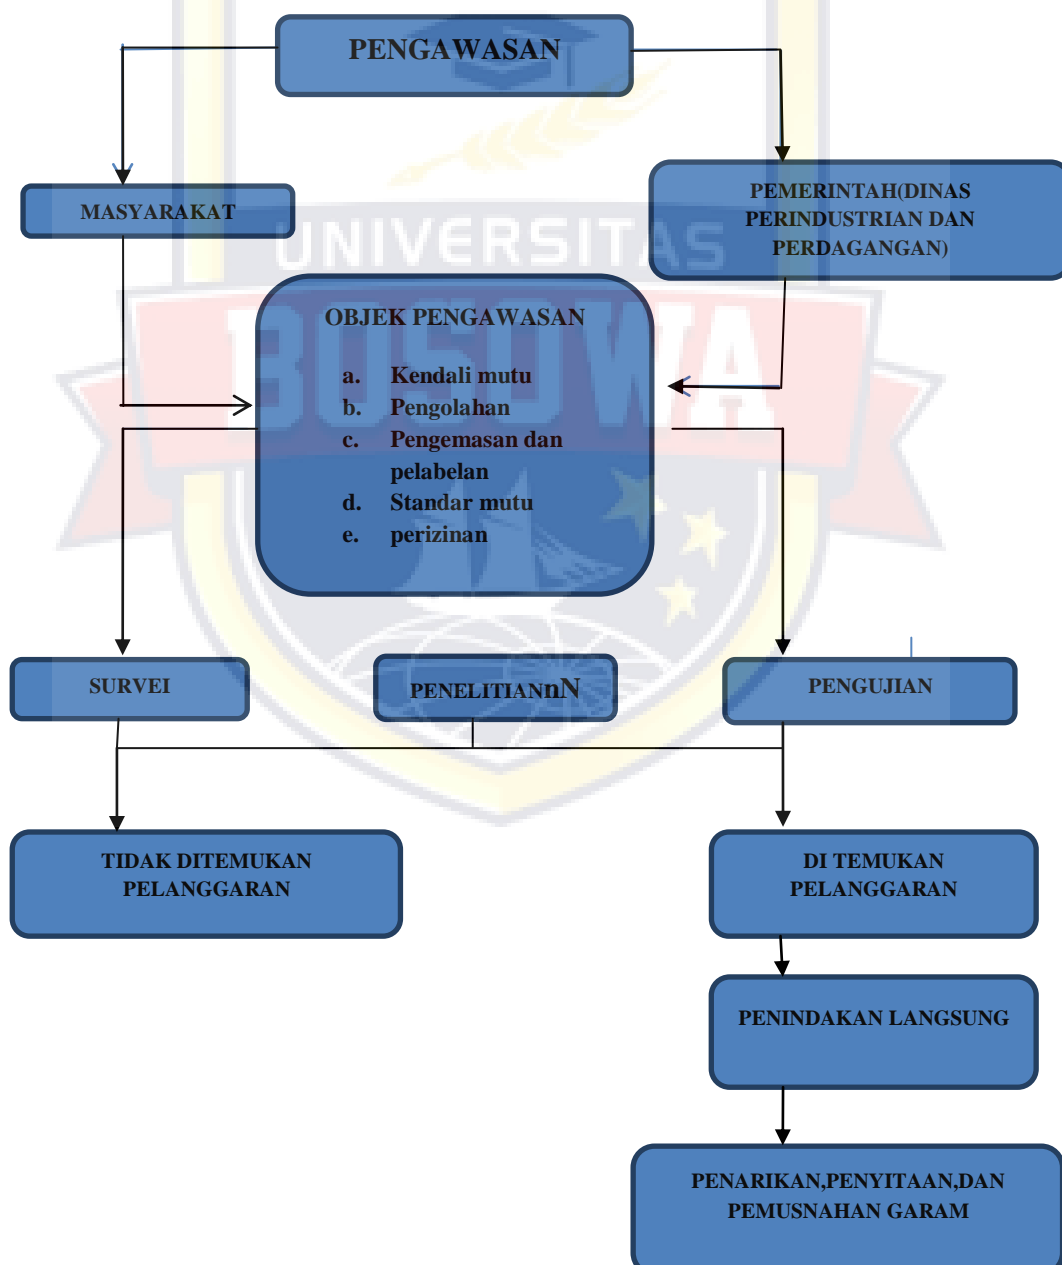 PENGAWASAN
MASYARAKAT
PEMERINTAH(DINAS
PERINDUSTRIAN DAN
PERDAGANGAN)
UNIVERSITAS
BOSOWA
OBJEK PENGAWASAN
a. Kendali mutu
b. Pengolahan
c. Pengemasan dan
pelabelan
d. Standar mutu
e. perizinan
SURVEI
PENELITIANnN
PENGUJIAN
TIDAK DITEMUKAN
PELANGGARAN
DI TEMUKAN
PELANGGARAN
PENINDAKAN LANGSUNG
PENARIKAN,PENYITAAN,DAN
PEMUSNAHAN GARAM